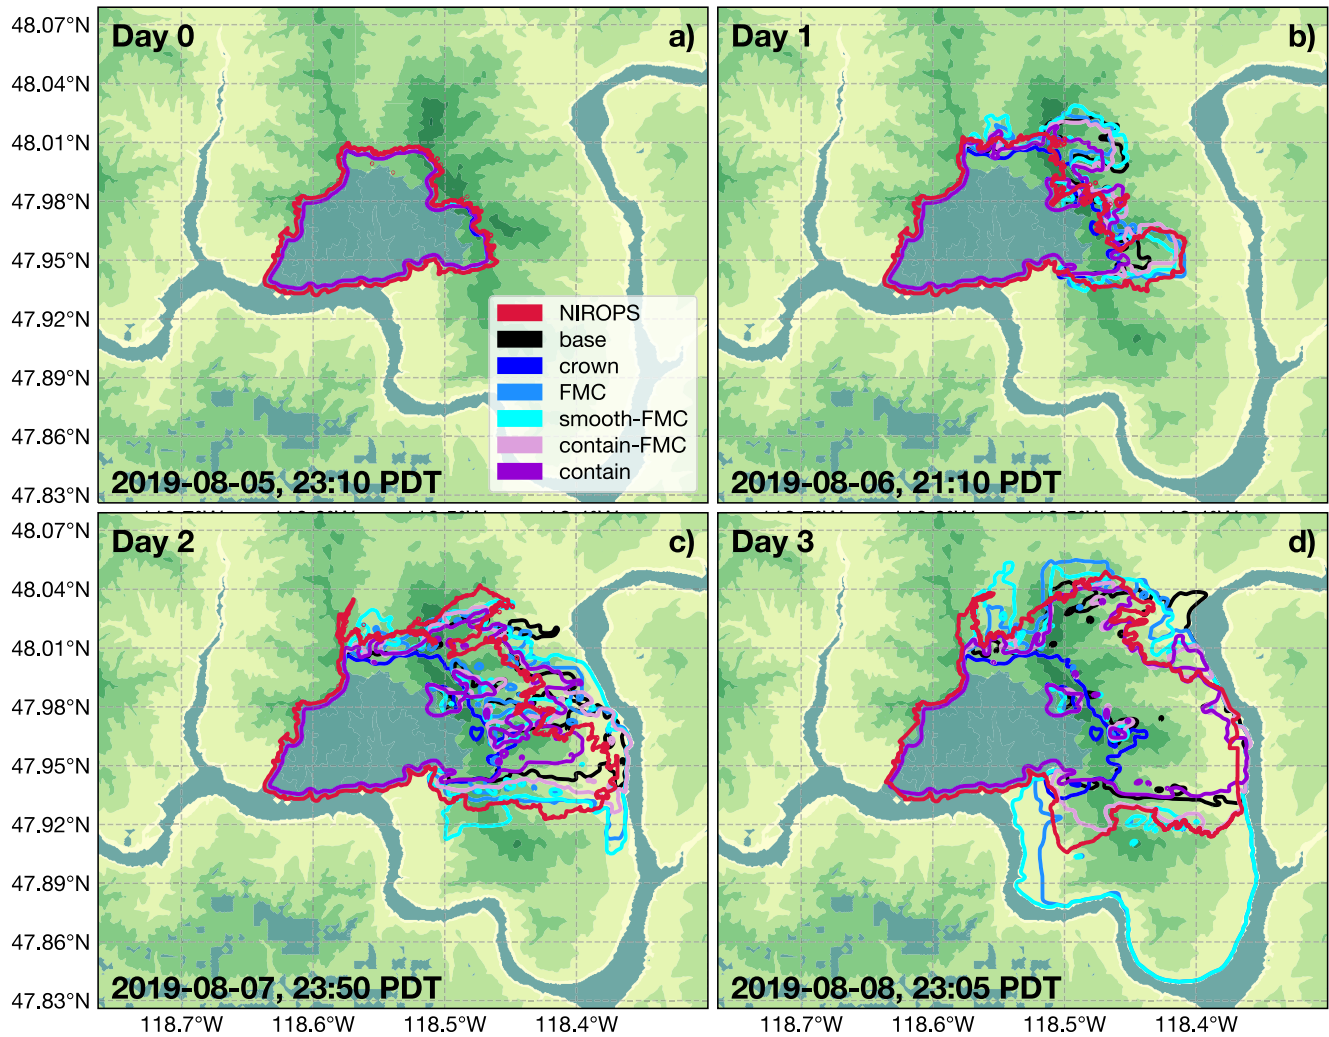 Day 0
a)
48.07°N
48.04°N
48.01°N
47.98°N
47.95°N
47.92°N
47.89°N
47.86°N
47.83°N
NIROPS
base
crown
FMC
smooth-FMC
contain-FMC
contain
2019-08-05, 23:10 PDT
Day 1
b)
2019-08-06, 21:10 PDT
Day 2
c)
48.07°N
48.04°N
48.01°N
47.98°N
47.95°N
47.92°N
47.89°N
47.86°N
47.83°N
2019-08-07, 23:50 PDT
118.7°W 118.6°W 118.5°W 118.4°W
Day 3
d)
2019-08-08, 23:05 PDT
118.7°W 118.6°W 118.5°W 118.4°W